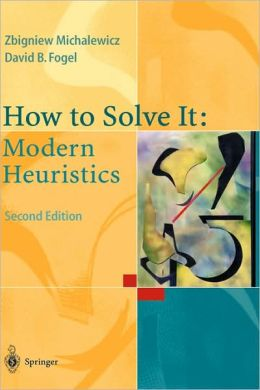 Zbigniew Michalewicz
David B. Fogel
How to Solve It:
Modern
Heuristics
Second Edition
Springer